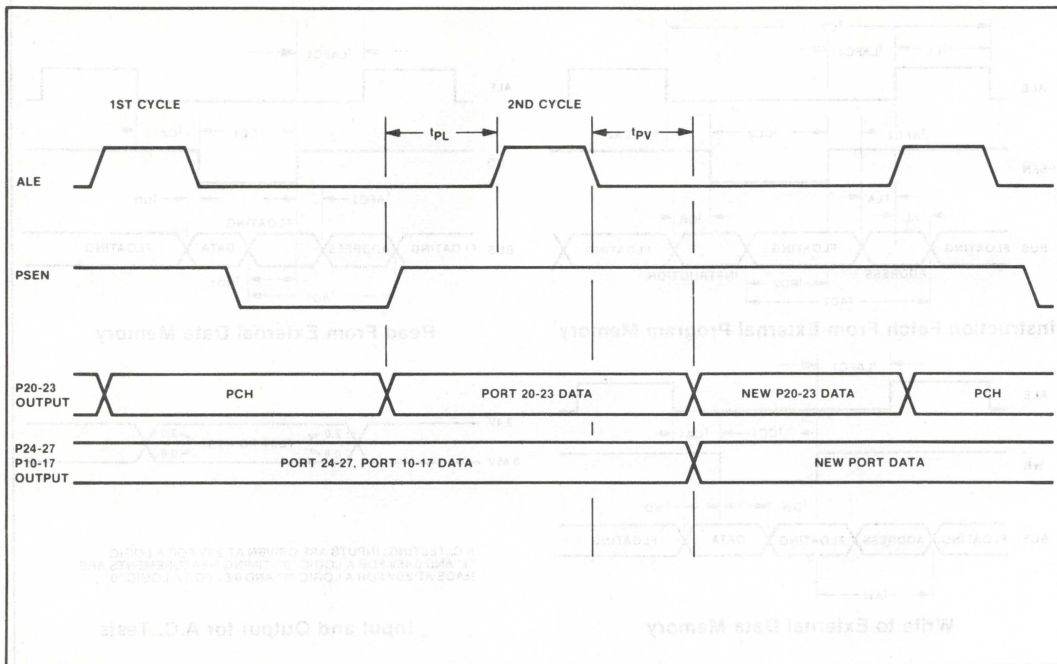 1ST CYCLE
2ND CYCLE
tPL
tPV
ALE
PSEN
P20-23
OUTPUT
PCH
PORT 20-23 DATA
NEW P20-23 DATA
PCH
P24-27
P10-17
OUTPUT
PORT 24-27, PORT 10-17 DATA
NEW PORT DATA